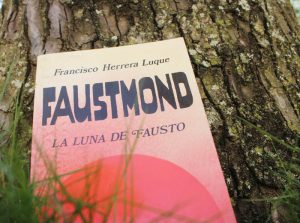 Francisco Herrera Luque
FAUSTMOND
LA LUNA DE FAUSTO